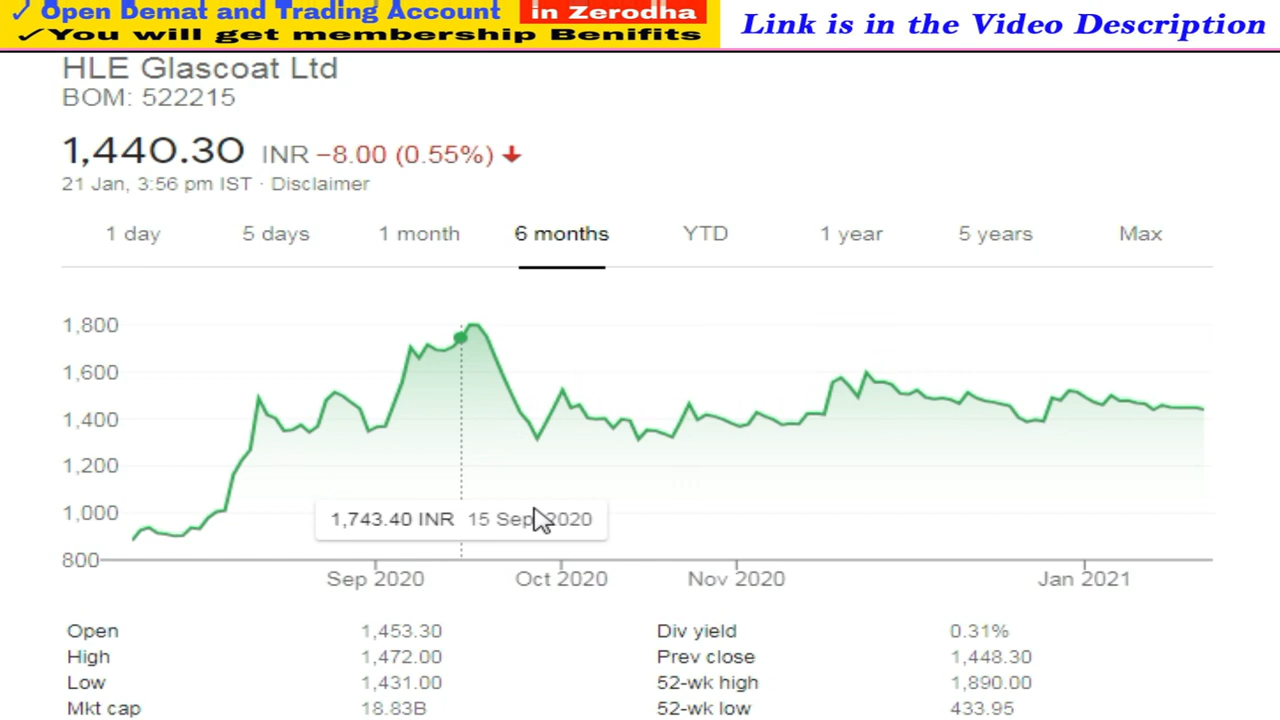 ✓ Open Demat and Trading Account in Zerodha
✓You will get membership Benifits
Link is in the Video Description
HLE Glascoat Ltd
BOM: 522215
1,440.30 INR −8.00 (0.55%) ↓
21 Jan, 3:56 pm IST · Disclaimer
1 day 5 days 1 month 6 months YTD 1 year 5 years Max
1,800
1,600
1,400
1,200
1,000
800
1,743.40 INR 15 Sep 2020
Sep 2020 Oct 2020 Nov 2020 Jan 2021
Open 1,453.30 Div yield 0.31%
High 1,472.00 Prev close 1,448.30
Low 1,431.00 52-wk high 1,890.00
Mkt cap 18.83B 52-wk low 433.95